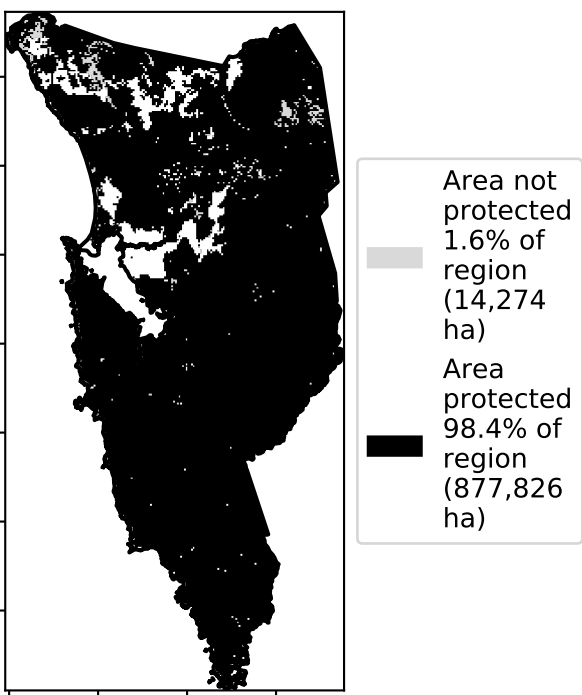 Area not
protected
1.6% of
region
(14,274
ha)
Area
protected
98.4% of
region
(877,826
ha)